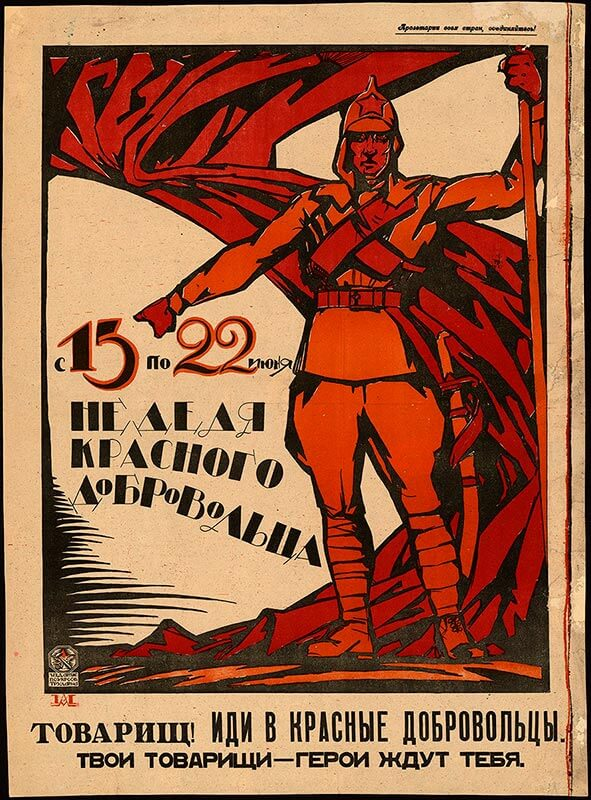 Пролетарии всех стран, соединяйтесь!
с 15 по 22 июня
НЕДЕЛЯ
КРАСНОГО
ДОБРОВОЛЬЦА
ТОВАРИЩ! ИДИ В КРАСНЫЕ ДОБРОВОЛЬЦЫ.
ТВОИ ТОВАРИЩИ—ГЕРОИ ЖДУТ ТЕБЯ.